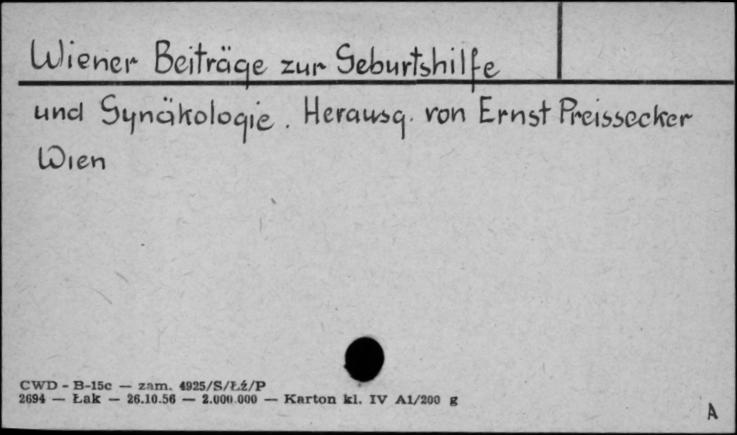 Wiener Beiträge zur Geburtshilfe
und Gynäkologie. Herausg. von Ernst Preissecker
Wien
CWD - B-15c — zam. 4925/S/Łź/P
2694 — Łak — 26.10.56 — 2.000.000 — Karton kl. IV A1/200 g
A